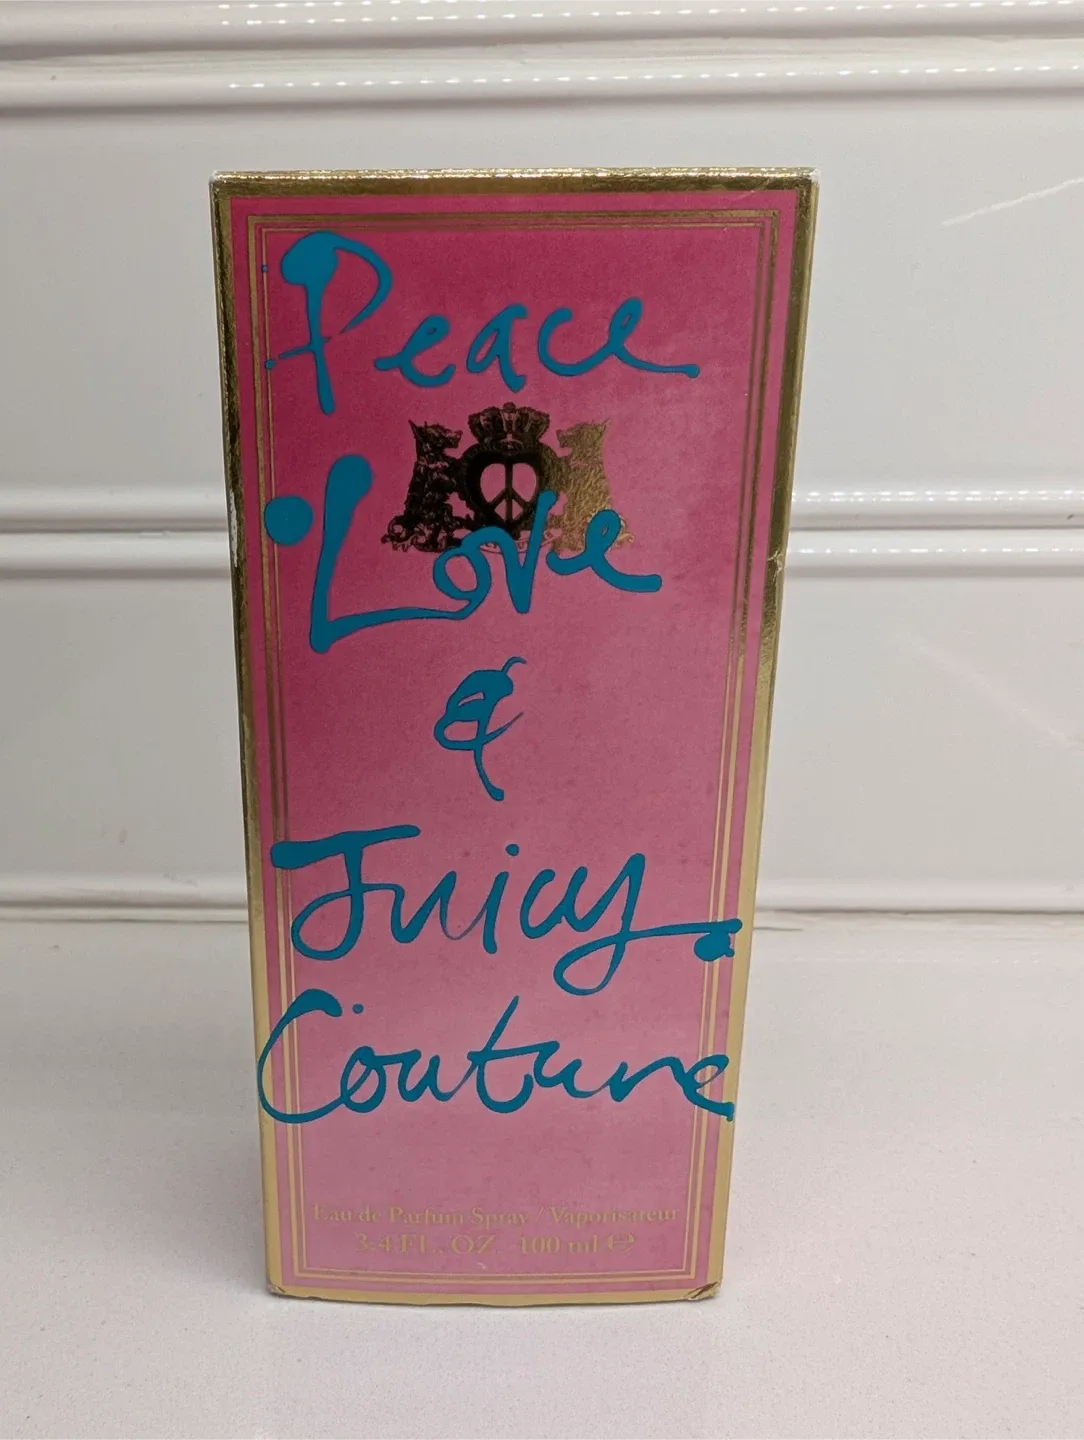 Peace
Love
&
Juicy
Couture
Eau de Parfum Spray / Vaporisateur
3.4 FL. OZ. 100 ml ℮